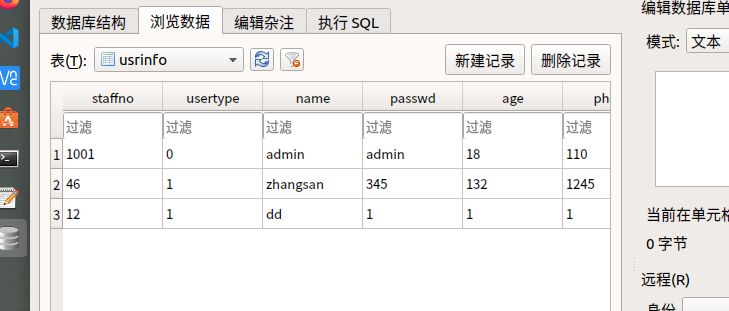 编辑数据库单
数据库结构 浏览数据 编辑杂注 执行 SQL
模式: 文本
表(T): usrinfo 新建记录 删除记录
staffno usertype name passwd age ph
过滤 过滤 过滤 过滤 过滤 过滤
1 1001 0 admin admin 18 110
2 46 1 zhangsan 345 132 1245
3 12 1 dd 1 1 1
当前在单元格
0 字节
远程(R)
身份